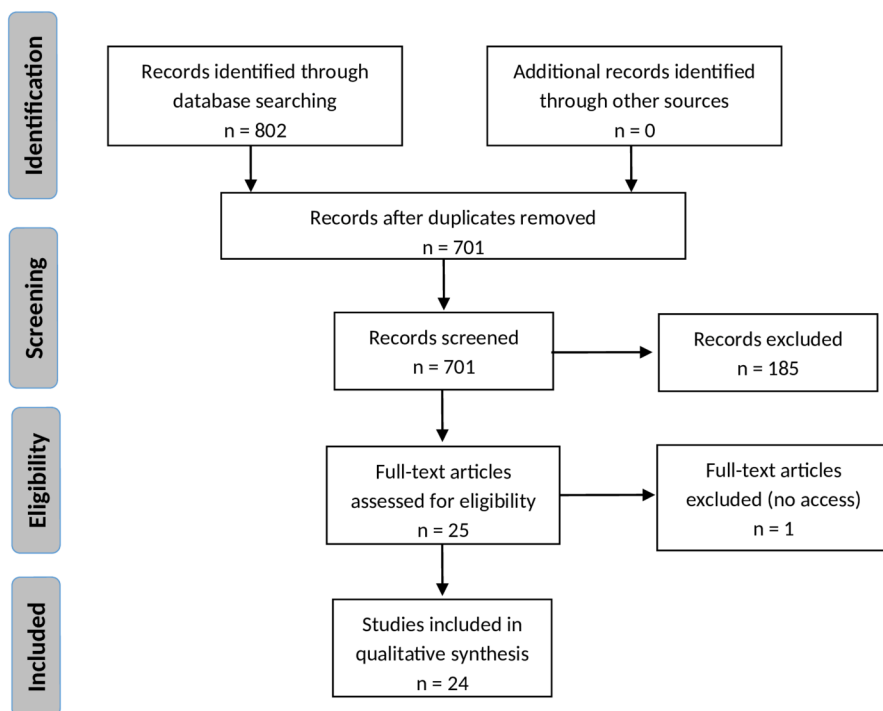 Identification
Records identified through
database searching
n = 802
Additional records identified
through other sources
n = 0
Records after duplicates removed
n = 701
Screening
Records screened
n = 701
Records excluded
n = 185
Eligibility
Full-text articles
assessed for eligibility
n = 25
Full-text articles
excluded (no access)
n = 1
Included
Studies included in
qualitative synthesis
n = 24